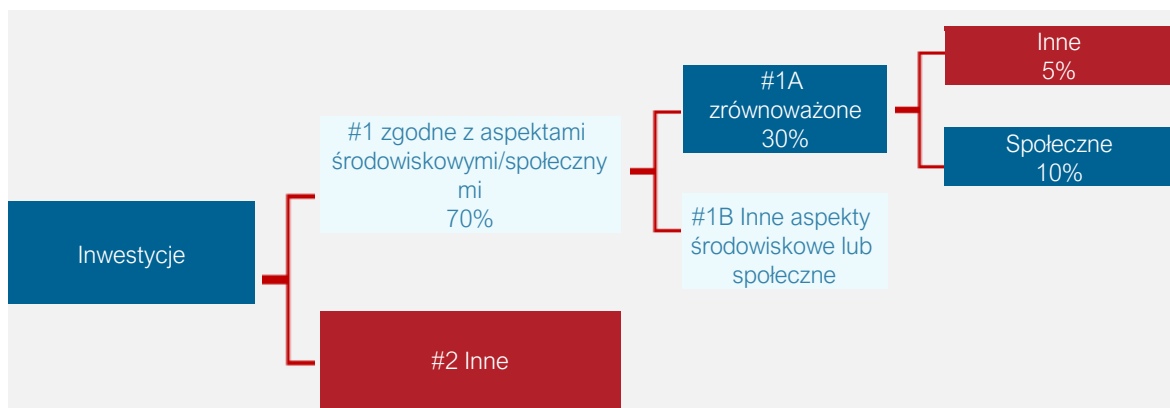 Inwestycje
#1 zgodne z aspektami
środowiskowymi/społeczny
mi
70%
#2 Inne
#1A
zrównoważone
30%
#1B Inne aspekty
środowiskowe lub
społeczne
Inne
5%
Społeczne
10%